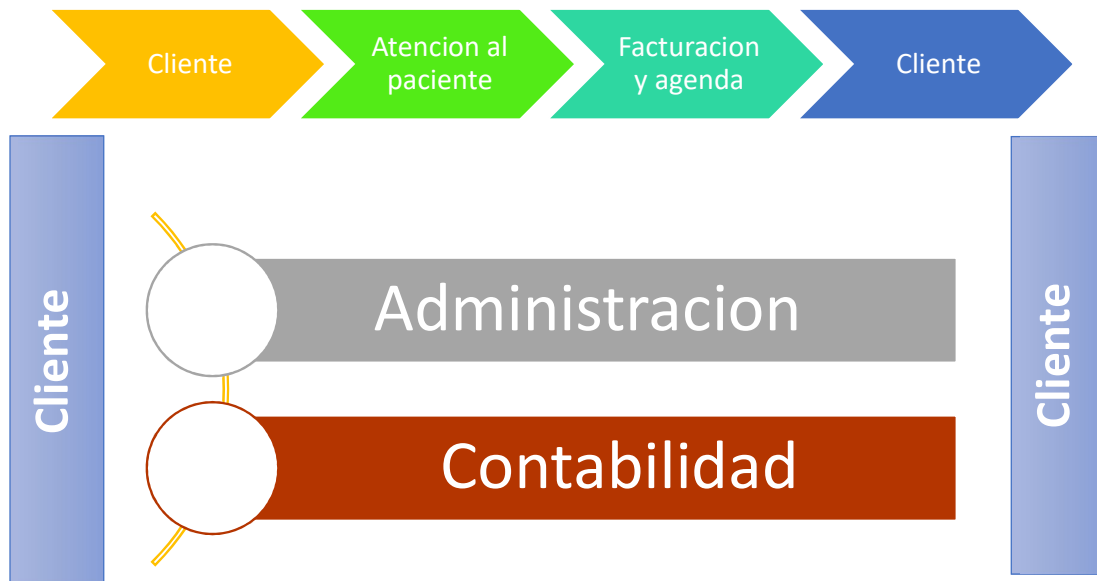 Cliente
Atencion al
paciente
Facturacion
y agenda
Cliente
Cliente
Administracion
Contabilidad
Cliente